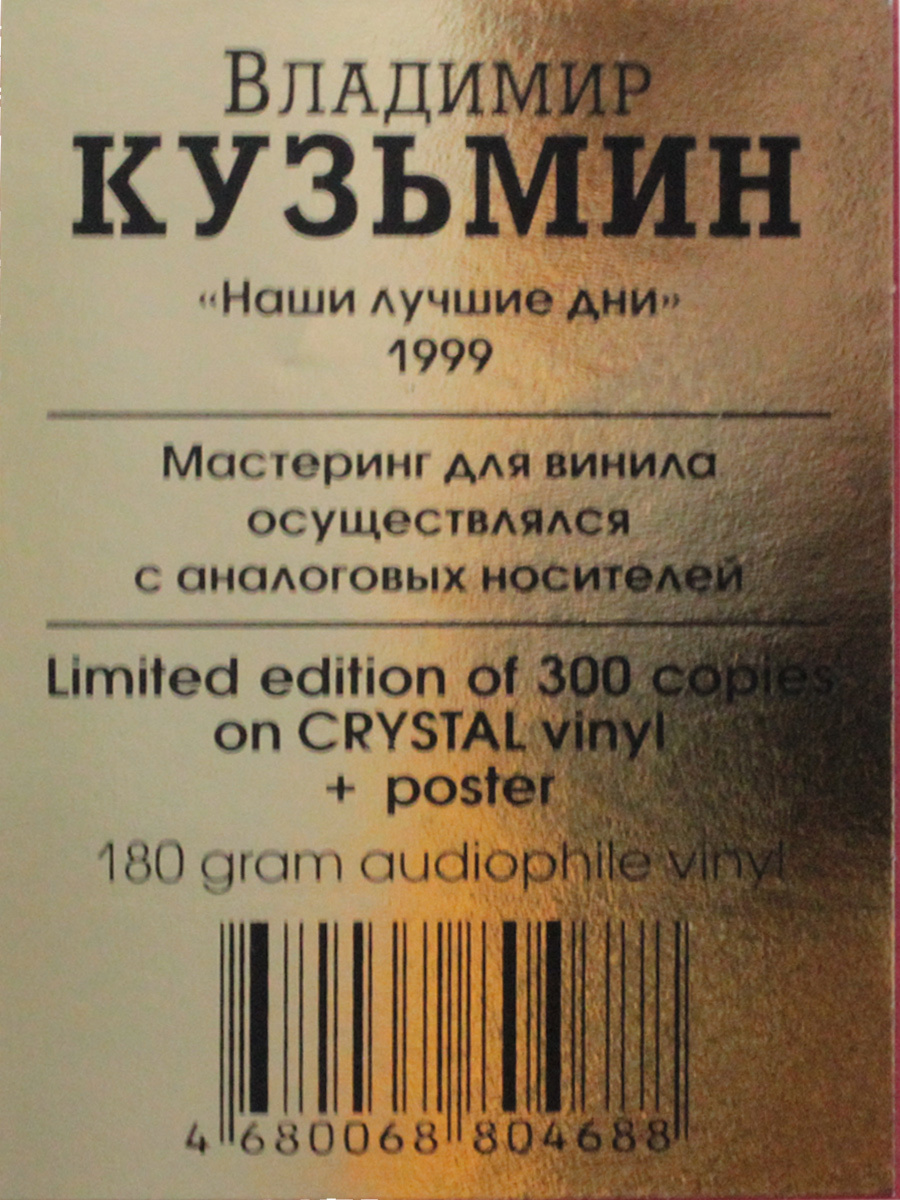 Владимир
КУЗЬМИН
«Наши лучшие дни»
1999
Мастеринг для винила
осуществлялся
с аналоговых носителей
Limited edition of 300 copies
on CRYSTAL vinyl
+ poster
180 gram audiophile vinyl
4 680068 804688